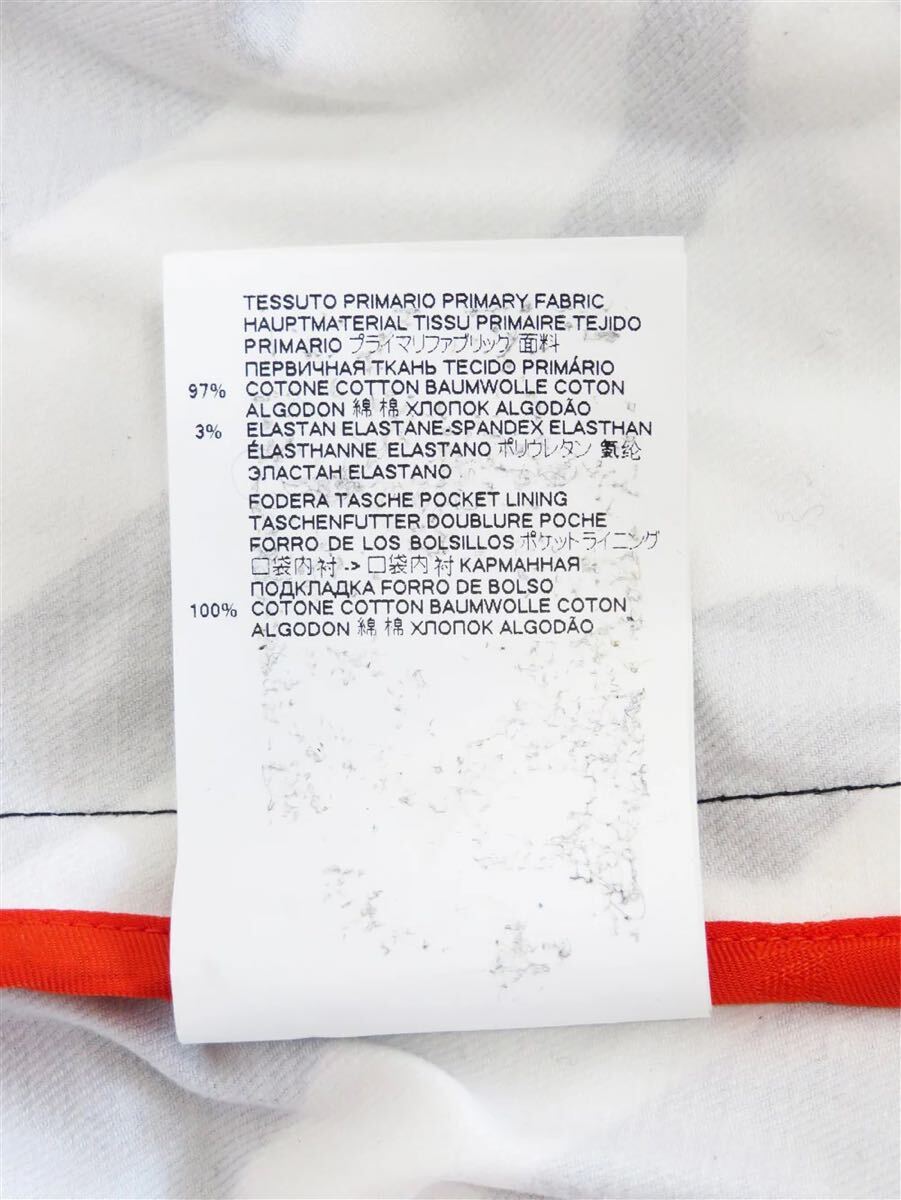 TESSUTO PRIMARIO PRIMARY FABRIC
HAUPTMATERIAL TISSU PRIMAIRE TEJIDO
PRIMARIO プライマリファブリック 面料
ПЕРВИЧНАЯ ТКАНЬ TECIDO PRIMÁRIO
97% COTONE COTTON BAUMWOLLE COTON
ALGODON 綿 棉 ХЛОПОК ALGODÃO
3% ELASTAN ELASTANE-SPANDEX ELASTHAN
ÉLASTHANNE ELASTANO ポリウレタン 氨纶
ЭЛАСТАН ELASTANO
FODERA TASCHE POCKET LINING
TASCHENFUTTER DOUBLURE POCHE
FORRO DE LOS BOLSILLOS ポケットライニング
口袋内衬 -> 口袋内衬 КАРМАННАЯ
ПОДКЛАДКА FORRO DE BOLSO
100% COTONE COTTON BAUMWOLLE COTON
ALGODON 綿 棉 ХЛОПОК ALGODÃO